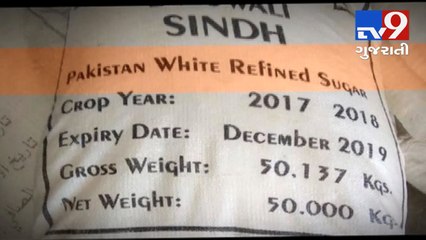 TV9
ગુજરાતી
SINDH
PAKISTAN WHITE REFINED SUGAR
CROP YEAR: 2017 2018
EXPIRY DATE: DECEMBER 2019
GROSS WEIGHT: 50.137 KGS.
NET WEIGHT: 50.000 KG.